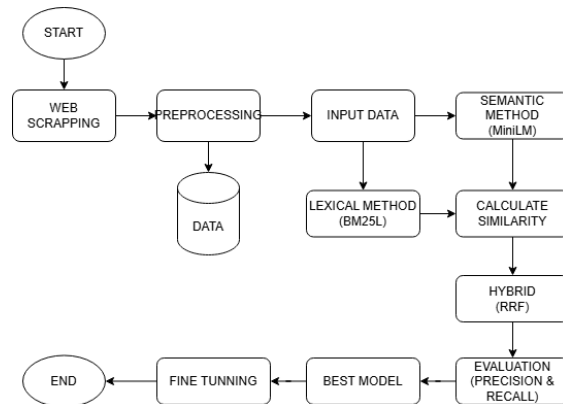 START
WEB
SCRAPPING
PREPROCESSING
INPUT DATA
SEMANTIC
METHOD
(MiniLM)
DATA
LEXICAL METHOD
(BM25L)
CALCULATE
SIMILARITY
HYBRID
(RRF)
END
FINE TUNNING
BEST MODEL
EVALUATION
(PRECISION &
RECALL)